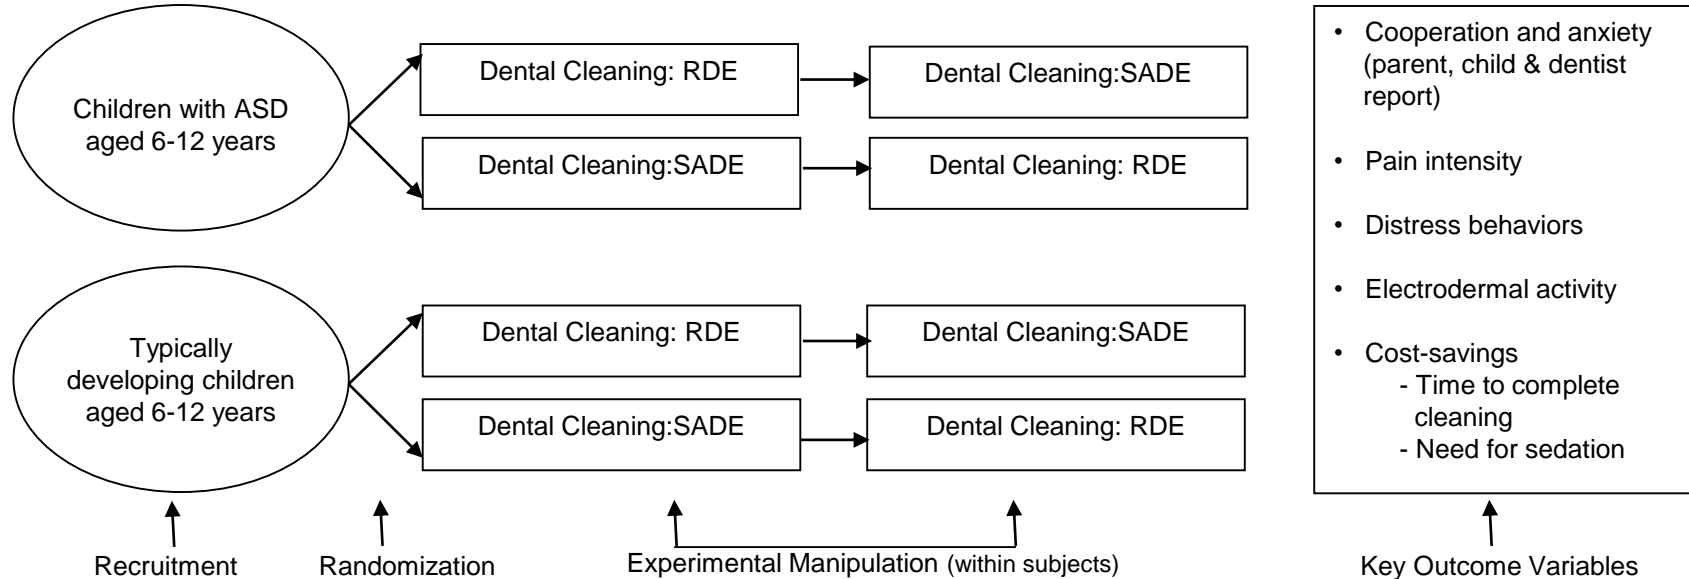 Children with ASD
aged 6-12 years
Dental Cleaning: RDE
Dental Cleaning:SADE
Dental Cleaning:SADE
Dental Cleaning: RDE
Typically
developing children
aged 6-12 years
Dental Cleaning: RDE
Dental Cleaning:SADE
Dental Cleaning:SADE
Dental Cleaning: RDE
• Cooperation and anxiety
(parent, child & dentist
report)
• Pain intensity
• Distress behaviors
• Electrodermal activity
• Cost-savings
- Time to complete
cleaning
- Need for sedation
Recruitment
Randomization
Experimental Manipulation (within subjects)
Key Outcome Variables